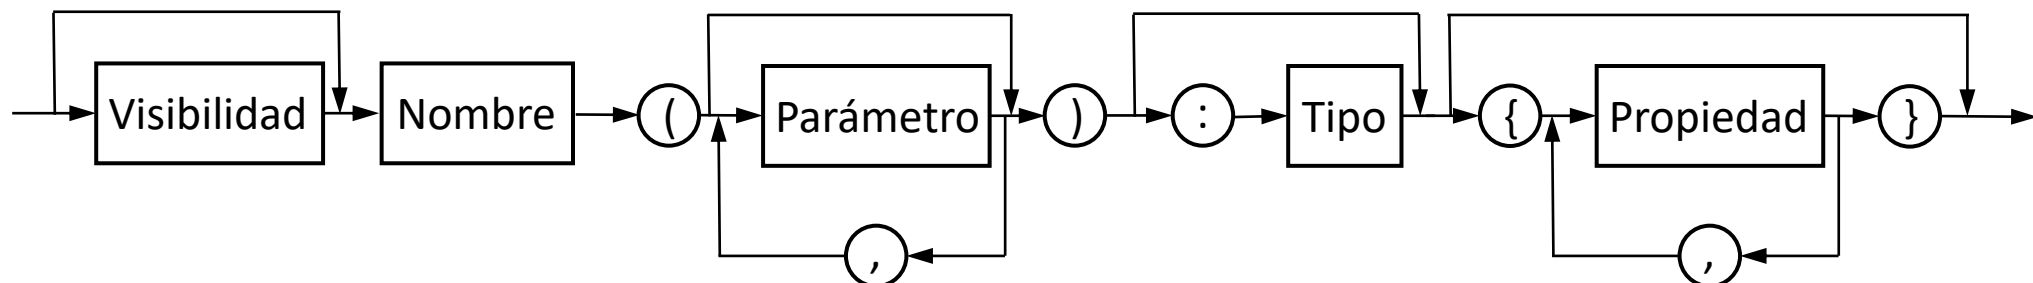 Visibilidad Nombre ( Parámetro ) : Tipo { Propiedad }
, ,